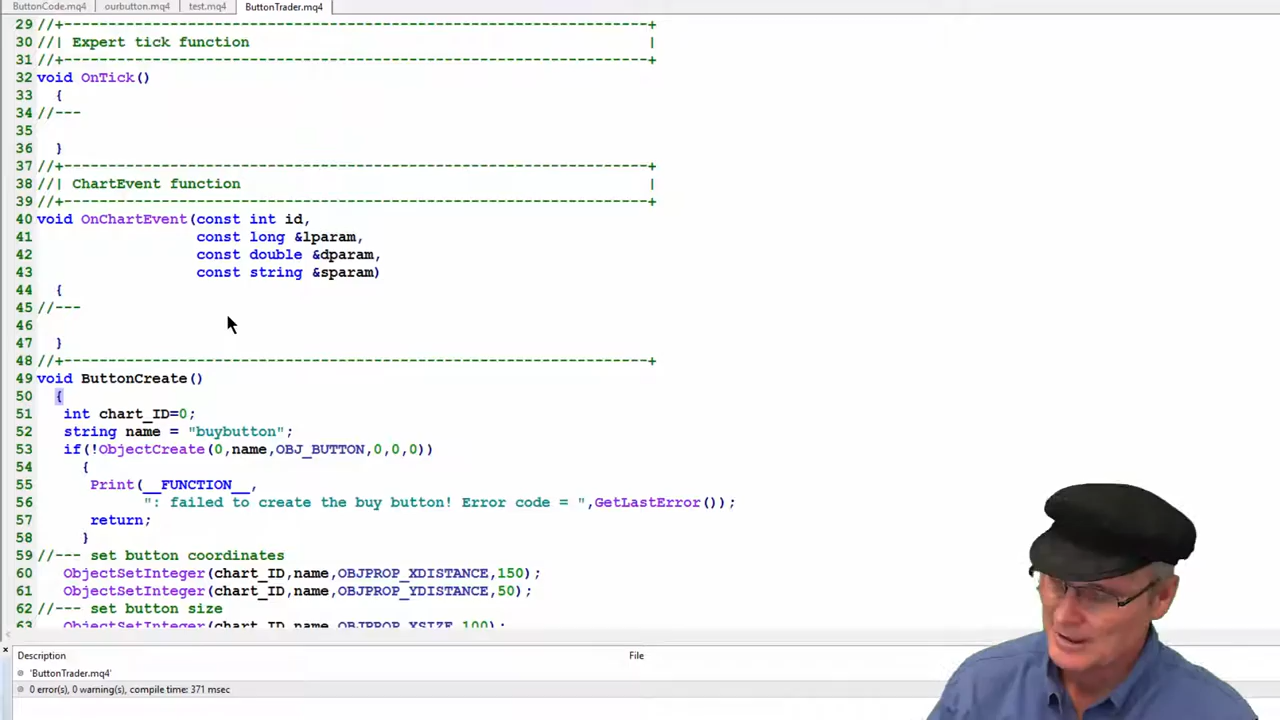 ButtonCode.mq4 ourbutton.mq4 test.mq4 ButtonTrader.mq4
29 //+------------------------------------------------------------------+
30 //| Expert tick function |
31 //+------------------------------------------------------------------+
32 void OnTick()
33 {
34 //---
35
36 }
37 //+------------------------------------------------------------------+
38 //| ChartEvent function |
39 //+------------------------------------------------------------------+
40 void OnChartEvent(const int id,
41 const long &lparam,
42 const double &dparam,
43 const string &sparam)
44 {
45 //---
46
47 }
48 //+------------------------------------------------------------------+
49 void ButtonCreate()
50 {
51 int chart_ID=0;
52 string name = "buybutton";
53 if(!ObjectCreate(0,name,OBJ_BUTTON,0,0,0))
54 {
55 Print(__FUNCTION__,
56 ": failed to create the buy button! Error code = ",GetLastError());
57 return;
58 }
59 //--- set button coordinates
60 ObjectSetInteger(chart_ID,name,OBJPROP_XDISTANCE,150);
61 ObjectSetInteger(chart_ID,name,OBJPROP_YDISTANCE,50);
62 //--- set button size
63 ObjectSetInteger(chart_ID,name,OBJPROP_XSIZE,100);
Description File
'ButtonTrader.mq4'
0 error(s), 0 warning(s), compile time: 371 msec